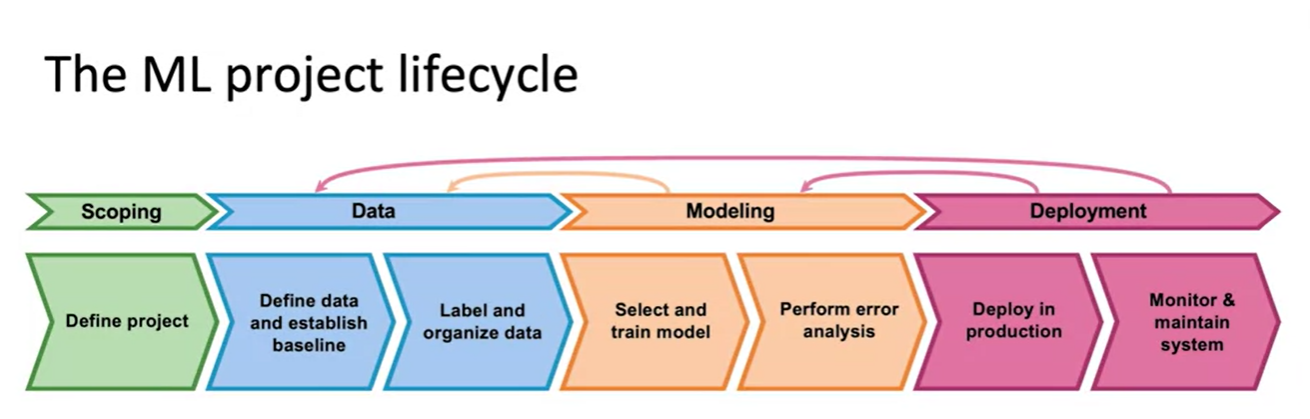 The ML project lifecycle
Scoping
Data
Modeling
Deployment
Define project
Define data
and establish
baseline
Label and
organize data
Select and
train model
Perform error
analysis
Deploy in
production
Monitor &
maintain
system